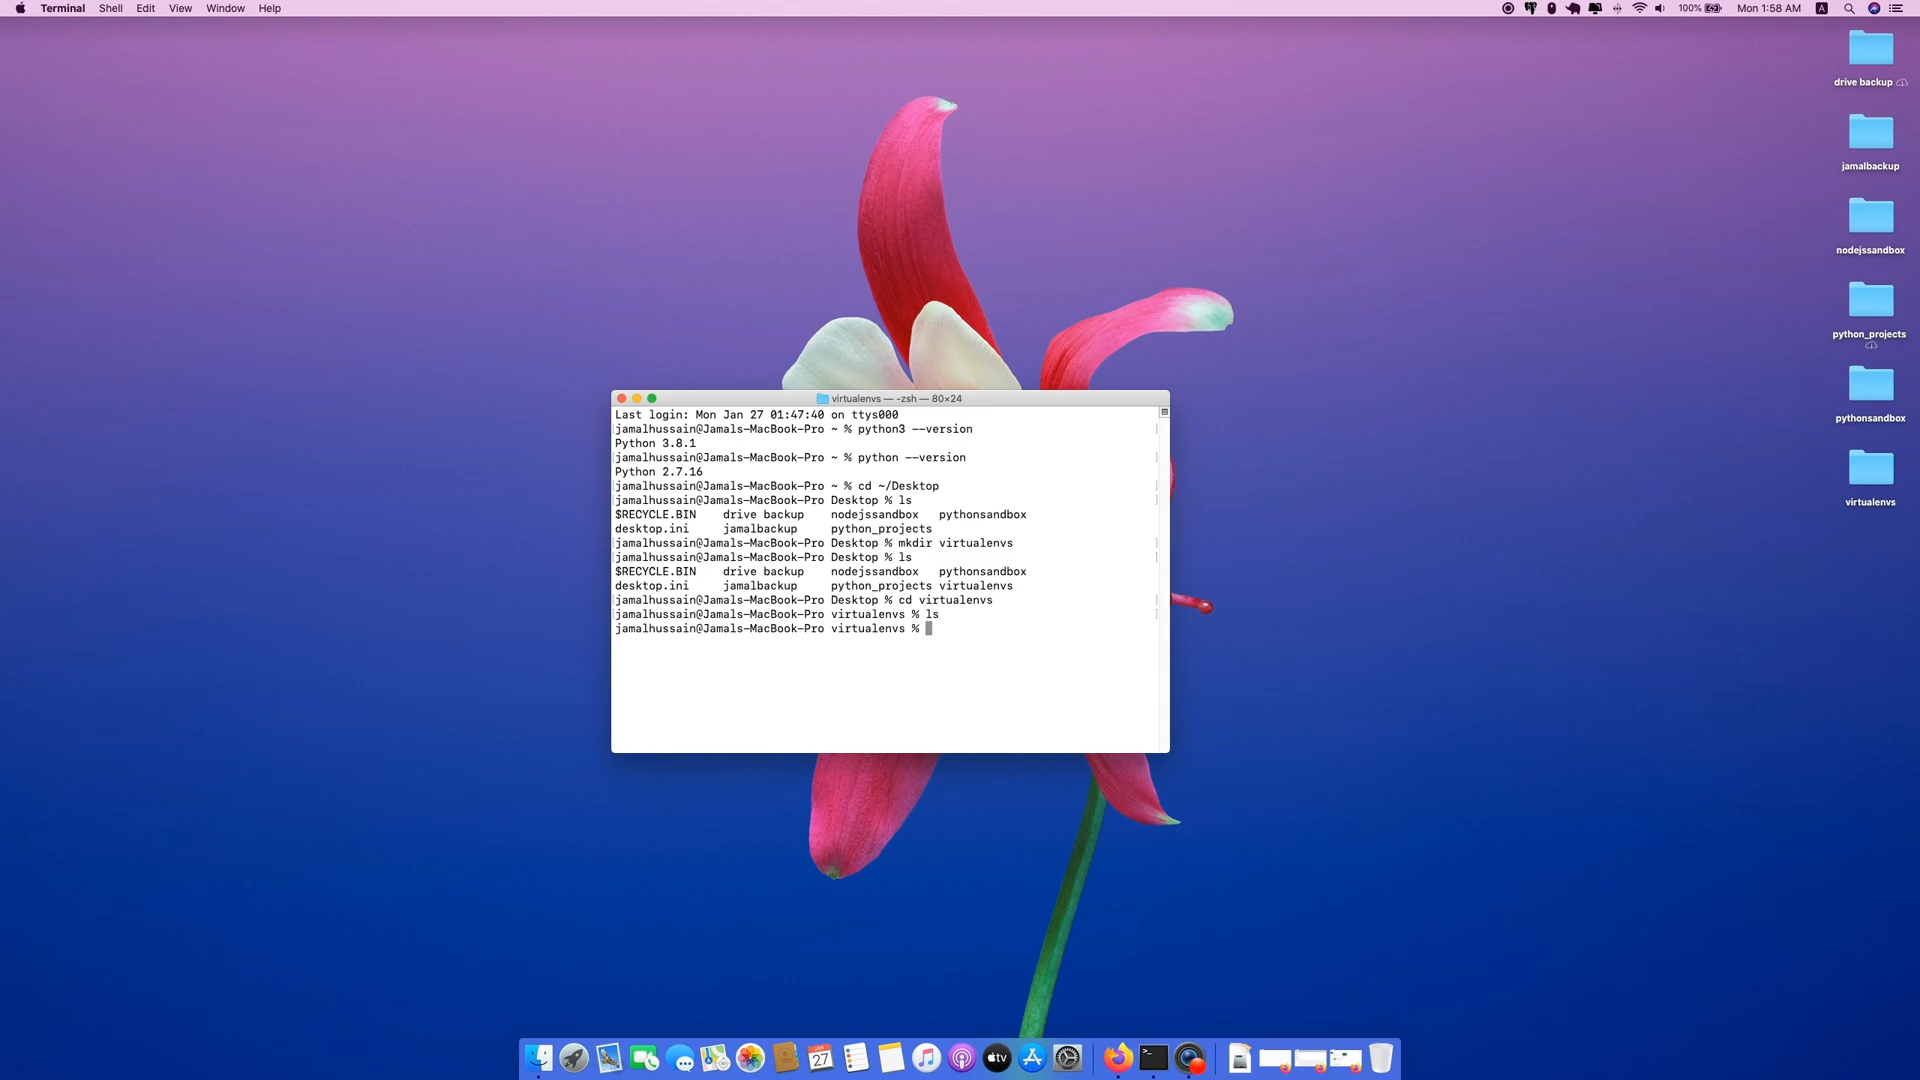 Terminal Shell Edit View Window Help
100% Mon 1:58 AM A
drive backup
jamalbackup
nodejssandbox
python_projects
pythonsandbox
virtualenvs
virtualenvs — -zsh — 80×24
Last login: Mon Jan 27 01:47:40 on ttys000
jamalhussain@Jamals-MacBook-Pro ~ % python3 --version
Python 3.8.1
jamalhussain@Jamals-MacBook-Pro ~ % python --version
Python 2.7.16
jamalhussain@Jamals-MacBook-Pro ~ % cd ~/Desktop
jamalhussain@Jamals-MacBook-Pro Desktop % ls
$RECYCLE.BIN drive backup nodejssandbox pythonsandbox
desktop.ini jamalbackup python_projects
jamalhussain@Jamals-MacBook-Pro Desktop % mkdir virtualenvs
jamalhussain@Jamals-MacBook-Pro Desktop % ls
$RECYCLE.BIN drive backup nodejssandbox pythonsandbox
desktop.ini jamalbackup python_projects virtualenvs
jamalhussain@Jamals-MacBook-Pro Desktop % cd virtualenvs
jamalhussain@Jamals-MacBook-Pro virtualenvs % ls
jamalhussain@Jamals-MacBook-Pro virtualenvs %
JAN
27
tv
>_